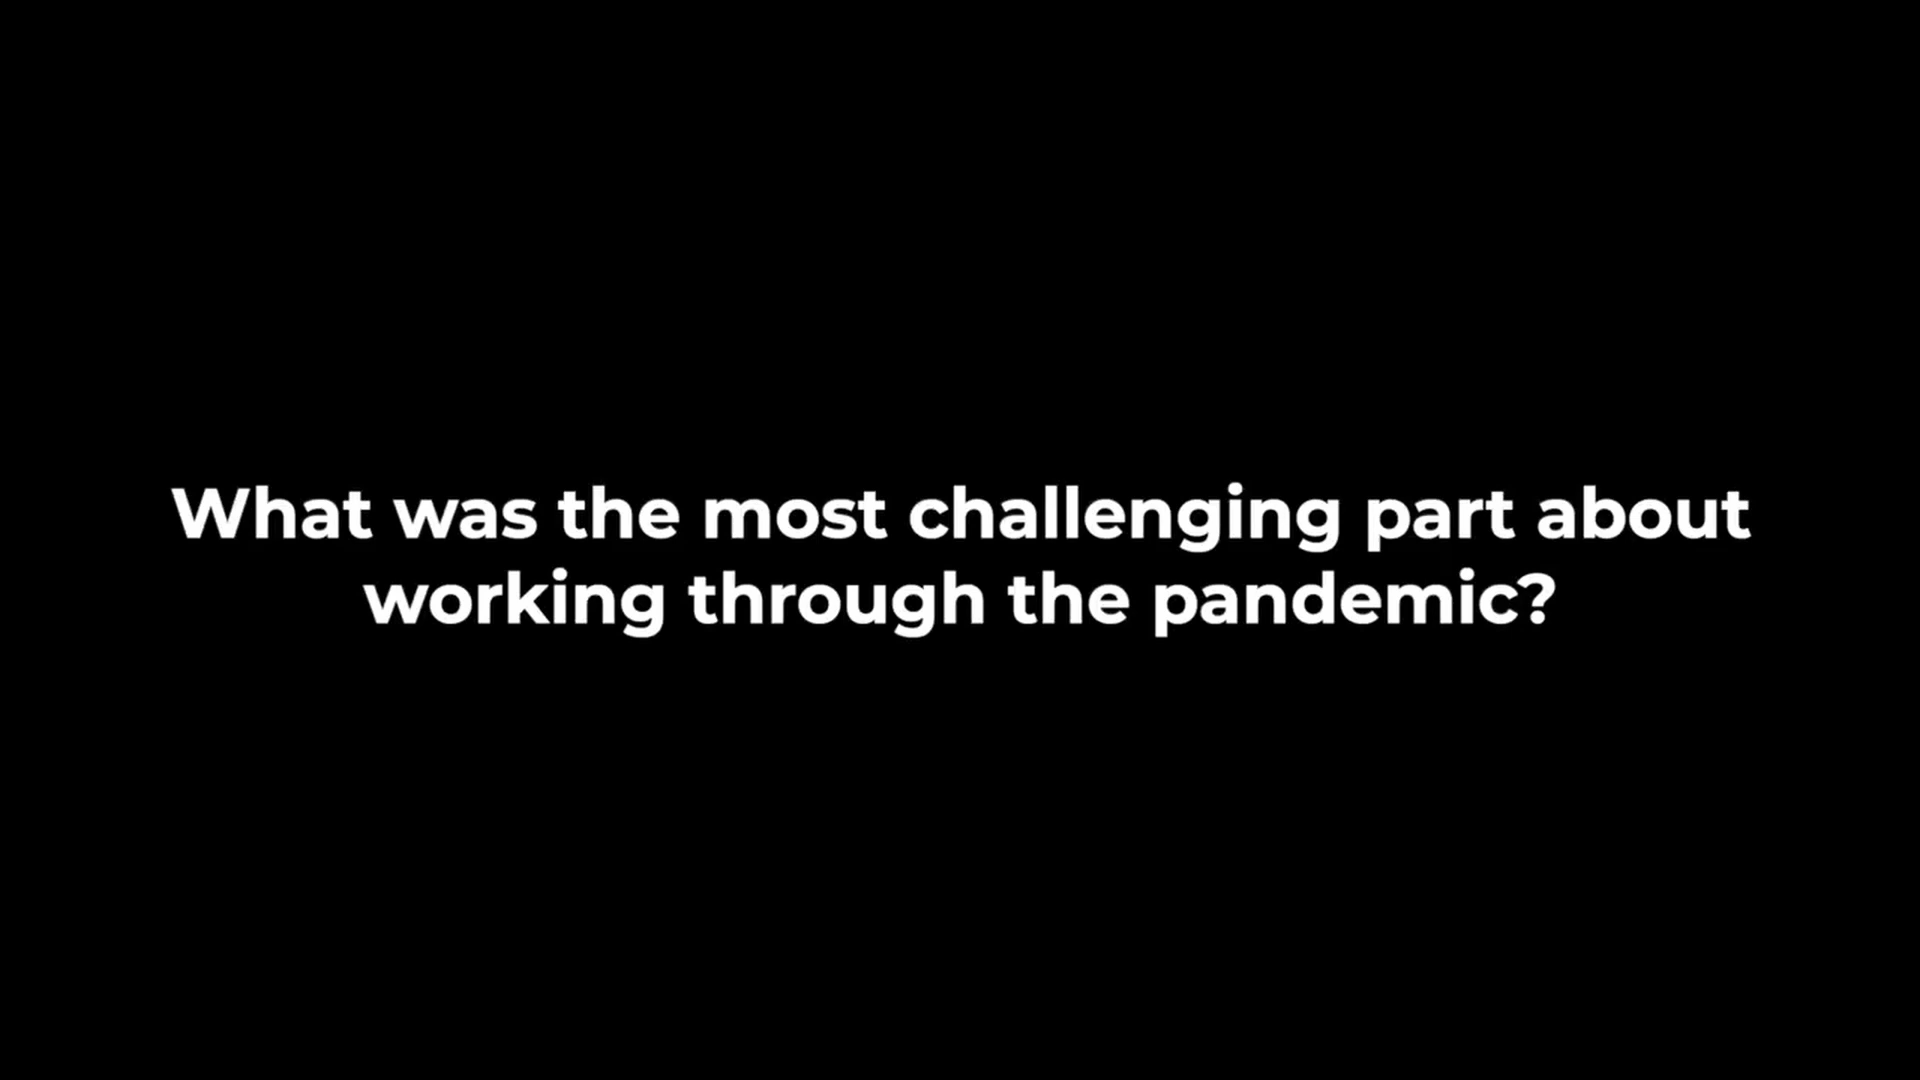 What was the most challenging part about
working through the pandemic?